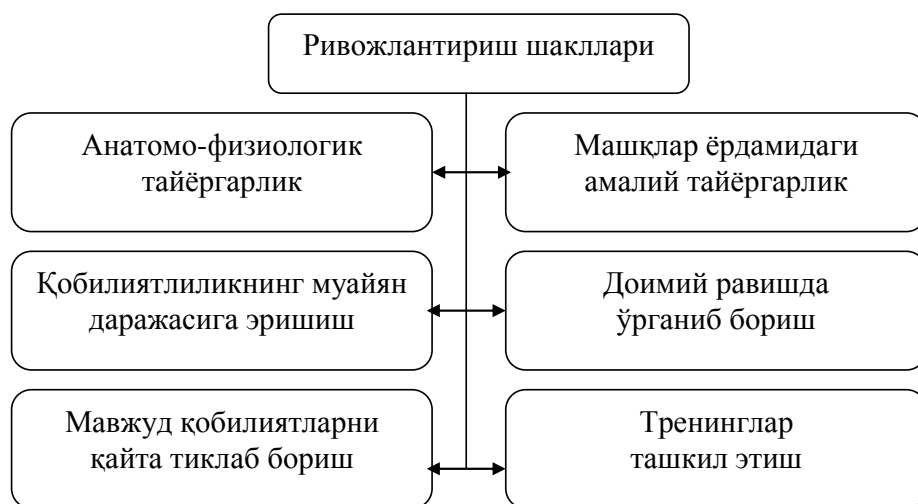 Ривожлантириш шакллари
Анатомо-физиологик
тайёргарлик
Машқлар ёрдамидаги
амалий тайёргарлик
Қобилиятлиликнинг муайян
даражасига эришиш
Доимий равишда
ўрганиб бориш
Мавжуд қобилиятларни
қайта тиклаб бориш
Тренинглар
ташкил этиш